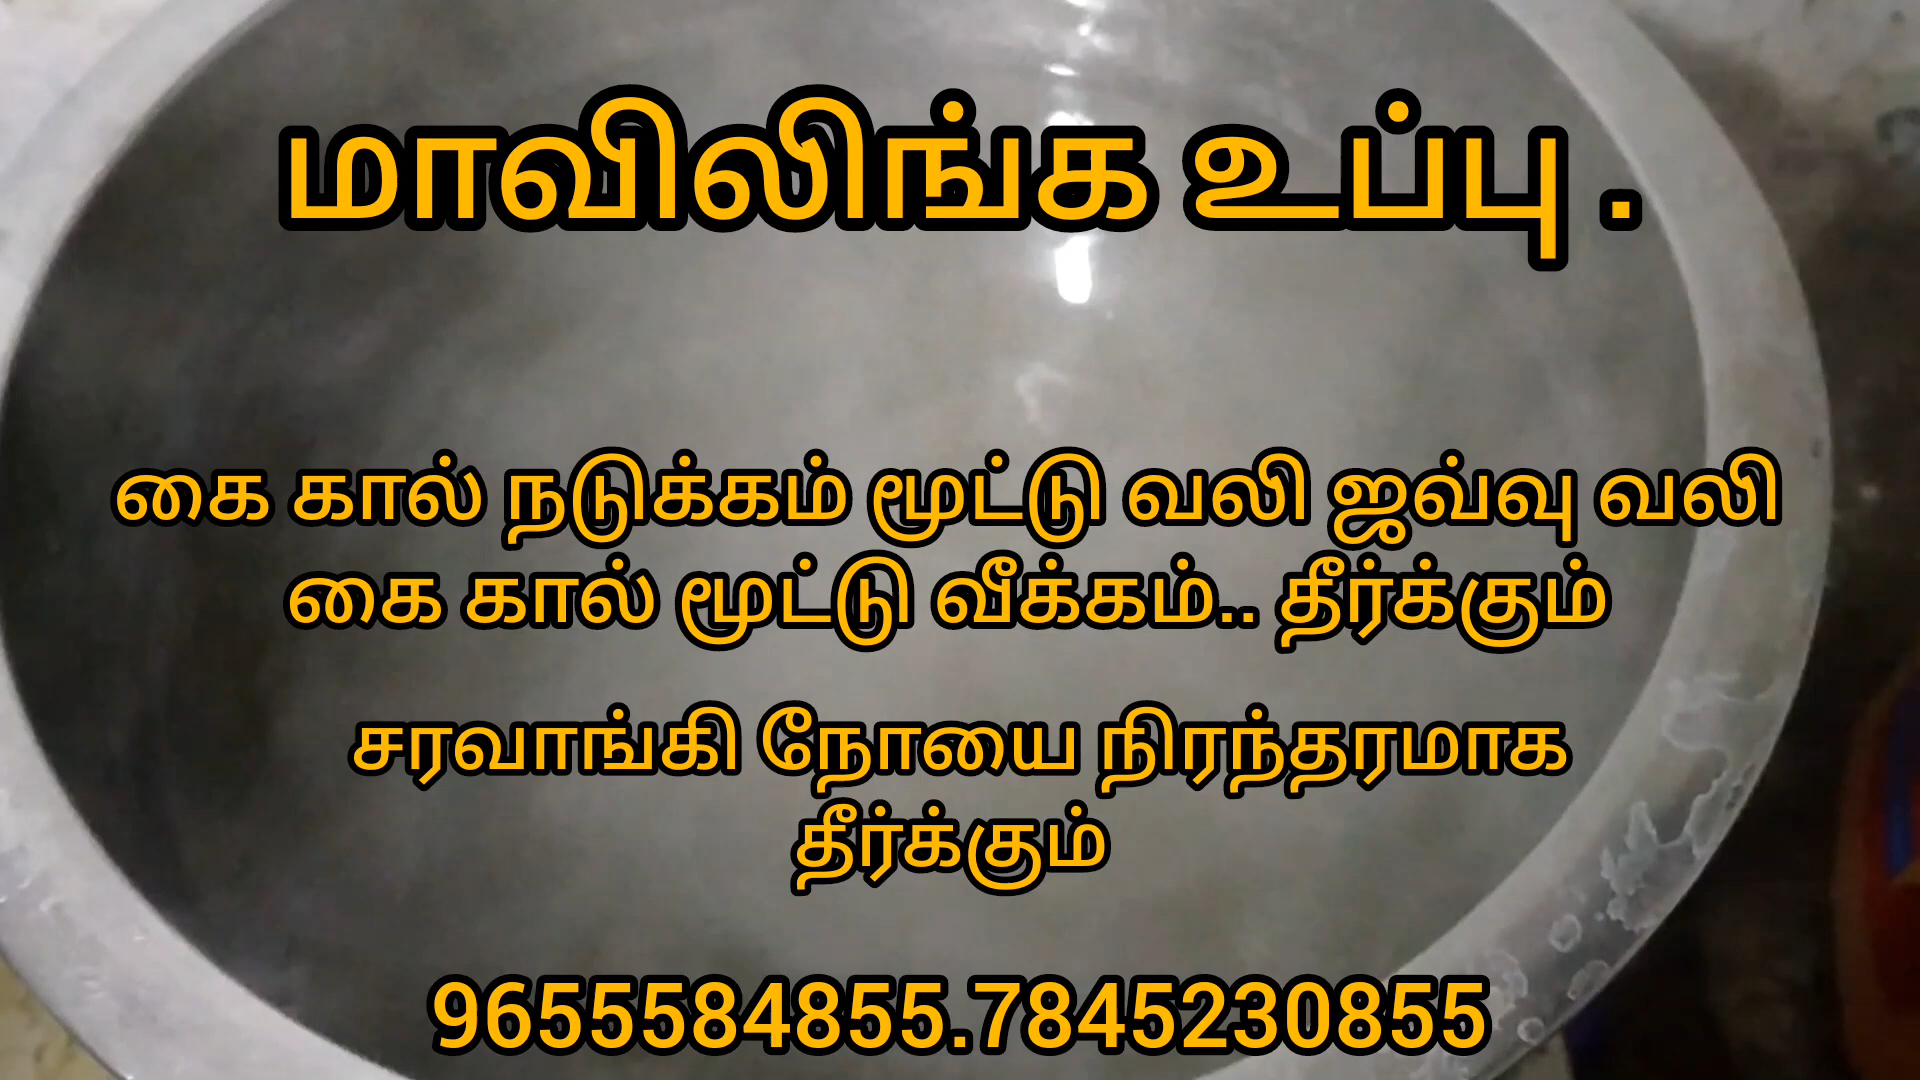 மாவிலிங்க உப்பு .
கை கால் நடுக்கம் மூட்டு வலி ஜவ்வு வலி
கை கால் மூட்டு வீக்கம்.. தீர்க்கும்
சரவாங்கி நோயை நிரந்தரமாக
தீர்க்கும்
9655584855.7845230855